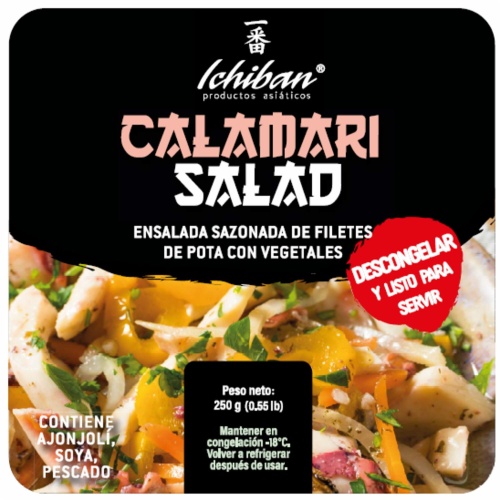 一番
Ichiban®
productos asiáticos
CALAMARI
SALAD
ENSALADA SAZONADA DE FILETES
DE POTA CON VEGETALES
DESCONGELAR
Y LISTO PARA
SERVIR
Peso neto:
250 g (0.55 lb)
Mantener en
congelación -18°C.
Volver a refrigerar
después de usar.
CONTIENE
AJONJOLÍ,
SOYA,
PESCADO